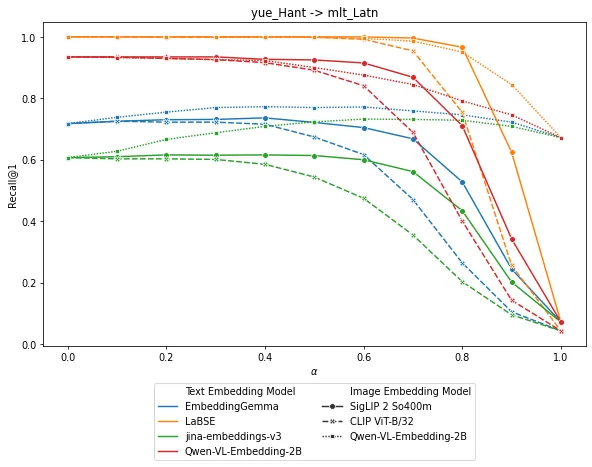 yue_Hant -> mlt_Latn
1.0
0.8
0.6
0.4
0.2
0.0
Recall@1
0.0 0.2 0.4 0.6 0.8 1.0
α
Text Embedding Model
EmbeddingGemma
LaBSE
jina-embeddings-v3
Qwen-VL-Embedding-2B
Image Embedding Model
SigLIP 2 So400m
CLIP ViT-B/32
Qwen-VL-Embedding-2B